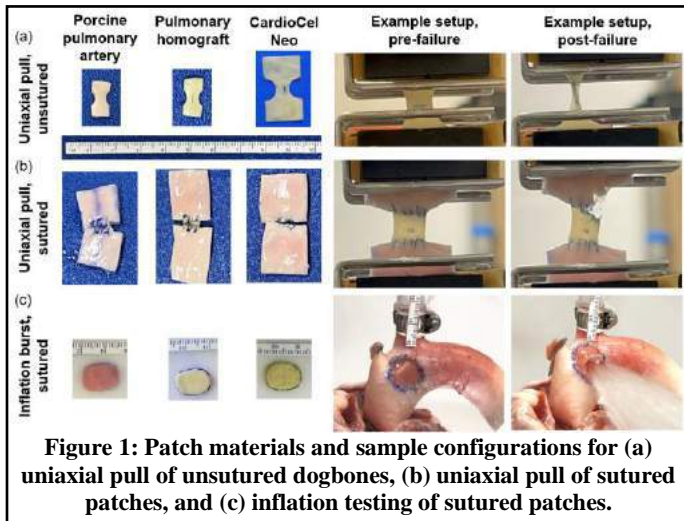 Porcine pulmonary artery
Pulmonary homograft
CardioCel Neo
Example setup, pre-failure
Example setup, post-failure
(a)
Uniaxial pull, unsutured
(b)
Uniaxial pull, sutured
(c)
Inflation burst, sutured
Figure 1: Patch materials and sample configurations for (a)
uniaxial pull of unsutured dogbones, (b) uniaxial pull of sutured
patches, and (c) inflation testing of sutured patches.